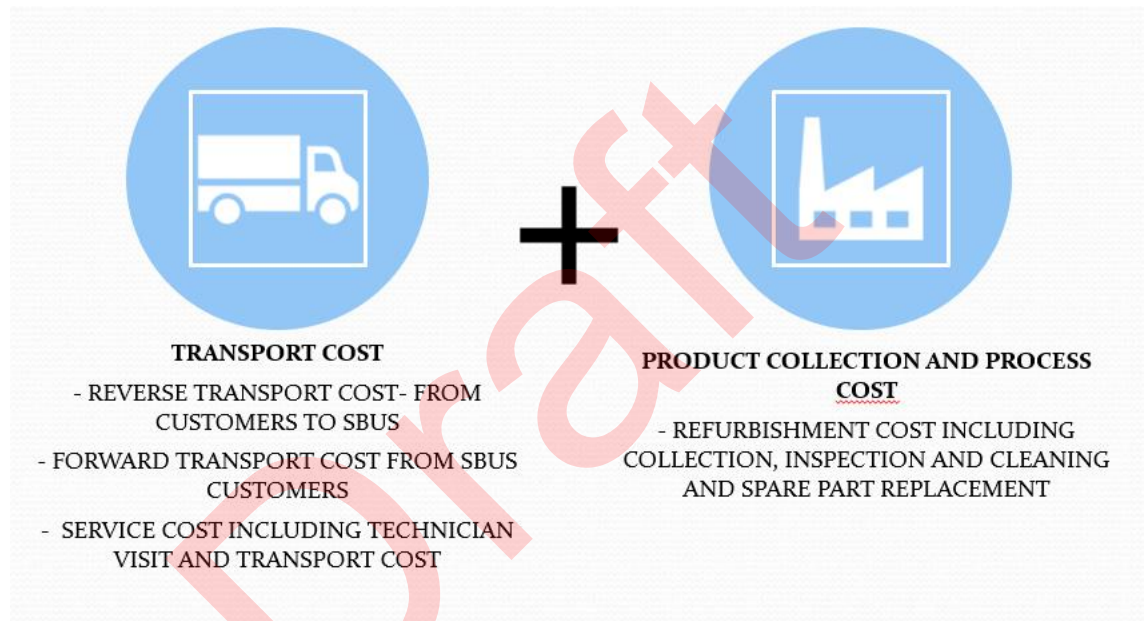 TRANSPORT COST
- REVERSE TRANSPORT COST- FROM
CUSTOMERS TO SBUS
- FORWARD TRANSPORT COST FROM SBUS
CUSTOMERS
- SERVICE COST INCLUDING TECHNICIAN
VISIT AND TRANSPORT COST
PRODUCT COLLECTION AND PROCESS
COST
- REFURBISHMENT COST INCLUDING
COLLECTION, INSPECTION AND CLEANING
AND SPARE PART REPLACEMENT
Draft